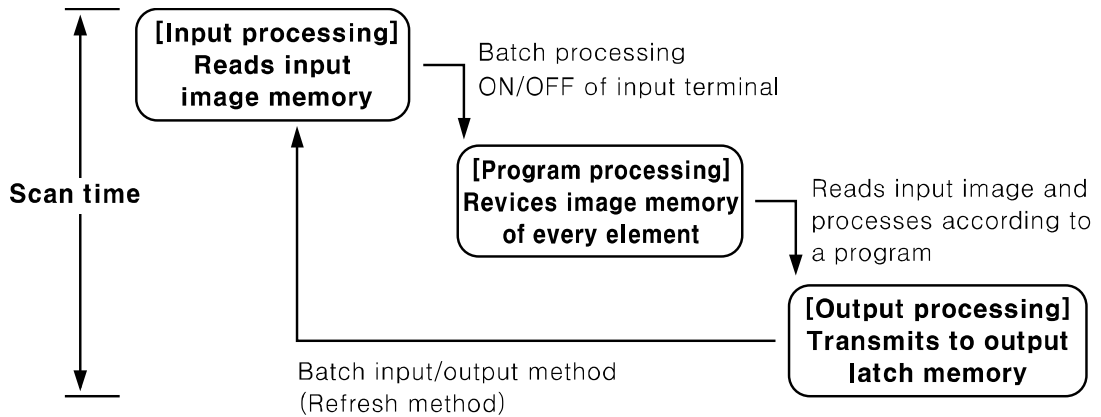 [Input processing]
Reads input
image memory
Batch processing
ON/OFF of input terminal
Scan time
[Program processing]
Revices image memory
of every element
Reads input image and
processes according to
a program
[Output processing]
Transmits to output
latch memory
Batch input/output method
(Refresh method)